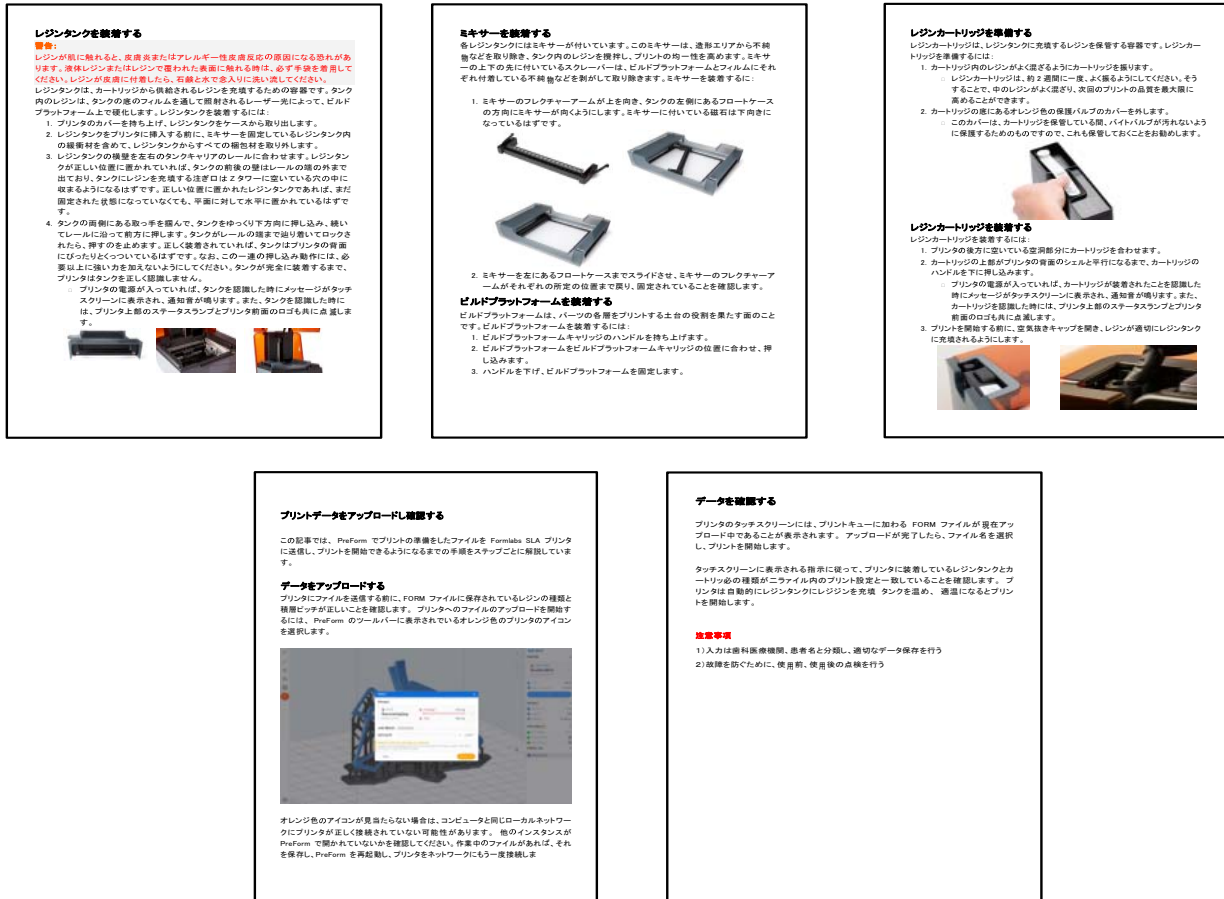 レジンタンクを装着する
警告:
レジンが肌に触れると、皮膚炎またはアレルギー性皮膚反応の原因になる恐れがあ
ります。液体レジンまたはレジンで覆われた表面に触れる時は、必ず手袋を着用して
ください。レジンが皮膚に付着したら、石鹸と水で念入りに洗い流してください。
レジンタンクは、カートリッジから供給されるレジンを充填するための容器です。タンク
内のレジンは、タンクの底のフィルムを通して照射されるレーザー光によって、ビルド
プラットフォーム上で硬化します。レジンタンクを装着するには:
1. プリンタのカバーを持ち上げ、レジンタンクをケースから取り出します。
2. レジンタンクをプリンタに挿入する前に、ミキサーを固定しているレジンタンク内
の緩衝材を含めて、レジンタンクからすべての梱包材を取り外します。
3. レジンタンクの横壁を左右のタンクキャリアのレールに合わせます。レジンタン
クが正しい位置に置かれていれば、タンクの前後の壁はレールの端の外まで
出ており、タンクにレジンを充填する注ぎ口は Z タワーに空いている穴の中に
収まるようになるはずです。正しい位置に置かれたレジンタンクであれば、まだ
固定された状態になっていなくても、平面に対して水平に置かれているはずで
す。
4. タンクの両側にある取っ手を掴んで、タンクをゆっくり下方向に押し込み、続い
てレールに沿って前方に押します。タンクがレールの端まで辿り着いてロックさ
れたら、押すのを止めます。正しく装着されていれば、タンクはプリンタの背面
にぴったりとくっついているはずです。なお、この一連の押し込み動作には、必
要以上に強い力を加えないようにしてください。タンクが完全に装着するまで、
プリンタはタンクを正しく認識しません。
○ プリンタの電源が入っていれば、タンクを認識した時にメッセージがタッチ
スクリーンに表示され、通知音が鳴ります。また、タンクを認識した時に
は、プリンタ上部のステータスランプとプリンタ前面のロゴも共に点滅しま
す。
ミキサーを装着する
各レジンタンクにはミキサーが付いています。このミキサーは、造形エリアから不純
物などを取り除き、タンク内のレジンを攪拌し、プリントの均一性を高めます。ミキサ
ーの上下の先に付いているスクレーパーは、ビルドプラットフォームとフィルムにそれ
ぞれ付着している不純物などを剥がして取り除きます。ミキサーを装着するに:
1. ミキサーのフレクチャーアームが上を向き、タンクの左側にあるフロートケース
の方向にミキサーが向くようにします。ミキサーに付いている磁石は下向きに
なっているはずです。
2. ミキサーを左にあるフロートケースまでスライドさせ、ミキサーのフレクチャーア
ームがそれぞれの所定の位置まで戻り、固定されていることを確認します。
ビルドプラットフォームを装着する
ビルドプラットフォームは、パーツの各層をプリントする土台の役割を果たす面のこと
です。ビルドプラットフォームを装着するには:
1. ビルドプラットフォームキャリッジのハンドルを持ち上げます。
2. ビルドプラットフォームをビルドプラットフォームキャリッジの位置に合わせ、押
し込みます。
3. ハンドルを下げ、ビルドプラットフォームを固定します。
レジンカートリッジを準備する
レジンカートリッジは、レジンタンクに充填するレジンを保管する容器です。レジンカー
トリッジを準備するには:
1. カートリッジ内のレジンがよく混ざるようにカートリッジを振ります。
○ レジンカートリッジは、約 2 週間に一度、よく振るようにしてください。そう
することで、中のレジンがよく混ざり、次回のプリントの品質を最大限に
高めることができます。
2. カートリッジの底にあるオレンジ色の保護バルブのカバーを外します。
○ このカバーは、カートリッジを保管している間、バイトバルブが汚れないよう
に保護するためのものですので、これも保管しておくことをお勧めします。
レジンカートリッジを装着する
レジンカートリッジを装着するには:
1. プリンタの後方に空いている空洞部分にカートリッジを合わせます。
2. カートリッジの上部がプリンタの背面のシェルと平行になるまで、カートリッジの
ハンドルを下に押し込みます。
○ プリンタの電源が入っていれば、カートリッジが装着されたことを認識した
時にメッセージがタッチスクリーンに表示され、通知音が鳴ります。また、
カートリッジを認識した時には、プリンタ上部のステータスランプとプリンタ
前面のロゴも共に点滅します。
3. プリントを開始する前に、空気抜きキャップを開き、レジンが適切にレジンタンク
に充填されるようにします。
プリントデータをアップロードし確認する
この記事では、 PreForm でプリントの準備をしたファイルを Formlabs SLA プリンタ
に送信し、プリントを開始できるようになるまでの手順をステップごとに解説していま
す。
データをアップロードする
プリンタにファイルを送信する前に、FORM ファイルに保存されているレジンの種類と
積層ピッチが正しいことを確認します。 プリンタへのファイルのアップロードを開始す
るには、 PreForm のツールバーに表示されているオレンジ色のプリンタのアイコン
を選択します。
オレンジ色のアイコンが見当たらない場合は、コンピュータと同じローカルネットワー
クにプリンタが正しく接続されていない可能性があります。 他のインスタンスが
PreForm で開かれていないかを確認してください。作業中のファイルがあれば、それ
を保存し、PreForm を再起動し、プリンタをネットワークにもう一度接続しま
データを確認する
プリンタのタッチスクリーンには、プリントキューに加わる FORM ファイルが現在アッ
プロード中であることが表示されます。 アップロードが完了したら、ファイル名を選択
し、プリントを開始します。
タッチスクリーンに表示される指示に従って、プリンタに装着しているレジンタンクとカ
ートリッ必の種類が二ラァイル内のプリント設定と一致していることを確認します。 プ
リンタは自動的にレジンタンクにレジジンを充填 タンクを温め、 適温になるとプリン
トを開始します。
注意事項
1)入力は歯科医療機関、患者名と分類し、適切なデータ保存を行う
2)故障を防ぐために、使用前、使用後の点検を行う